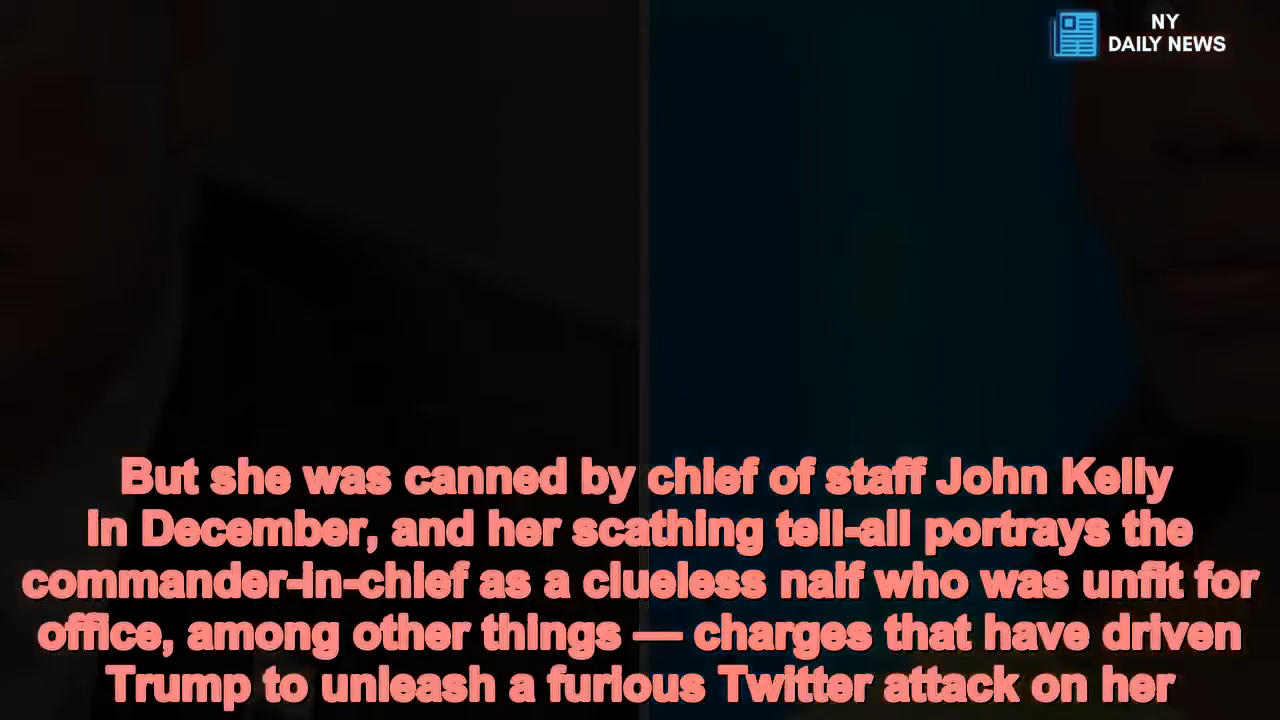 NY
DAILY NEWS
But she was canned by chief of staff John Kelly
in December, and her scathing tell-all portrays the
commander-in-chief as a clueless naif who was unfit for
office, among other things — charges that have driven
Trump to unleash a furious Twitter attack on her